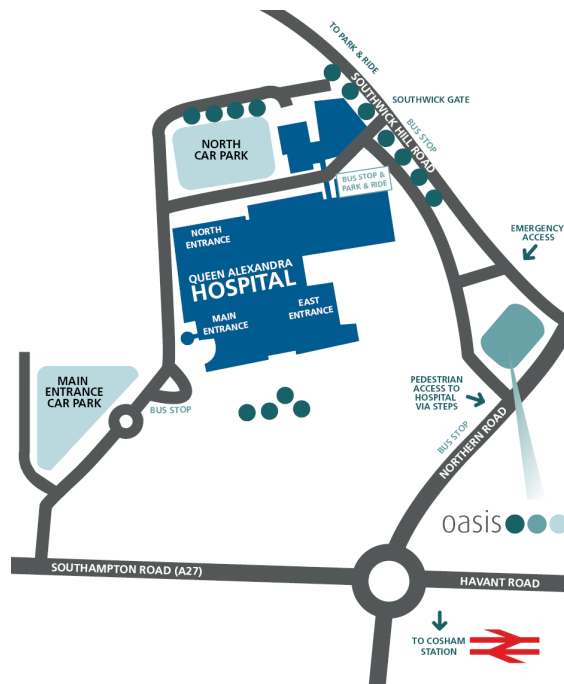 TO PARK & RIDE
SOUTHWICK GATE
SOUTHWICK HILL ROAD
BUS STOP
NORTH
CAR PARK
BUS STOP &
PARK & RIDE
NORTH
ENTRANCE
EMERGENCY
ACCESS
QUEEN ALEXANDRA
HOSPITAL
EAST
ENTRANCE
MAIN
ENTRANCE
MAIN
ENTRANCE
CAR PARK
BUS STOP
PEDESTRIAN
ACCESS TO
HOSPITAL
VIA STEPS
BUS STOP
NORTHERN ROAD
oasis
SOUTHAMPTON ROAD (A27)
HAVANT ROAD
TO COSHAM
STATION